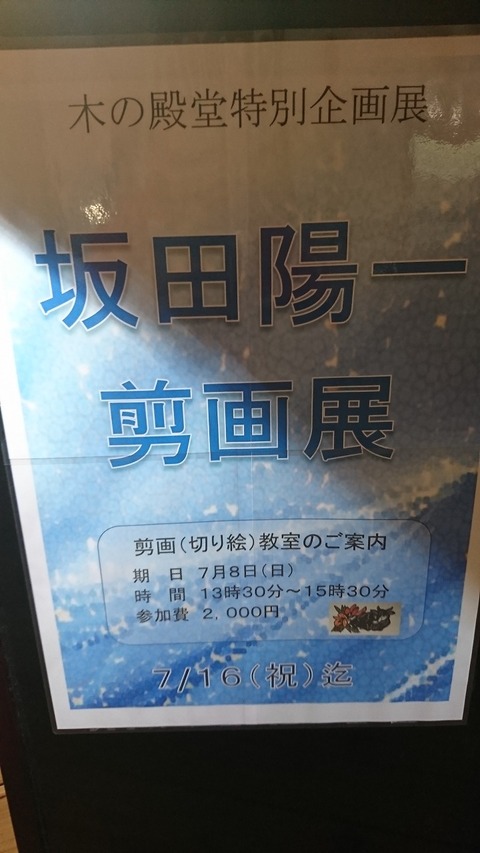 木の殿堂特別企画展
坂田陽一
剪画展
剪画（切り絵）教室のご案内
期　日　7月8日（日）
時　間　13時30分～15時30分
参加費　2，000円
7/16（祝）迄